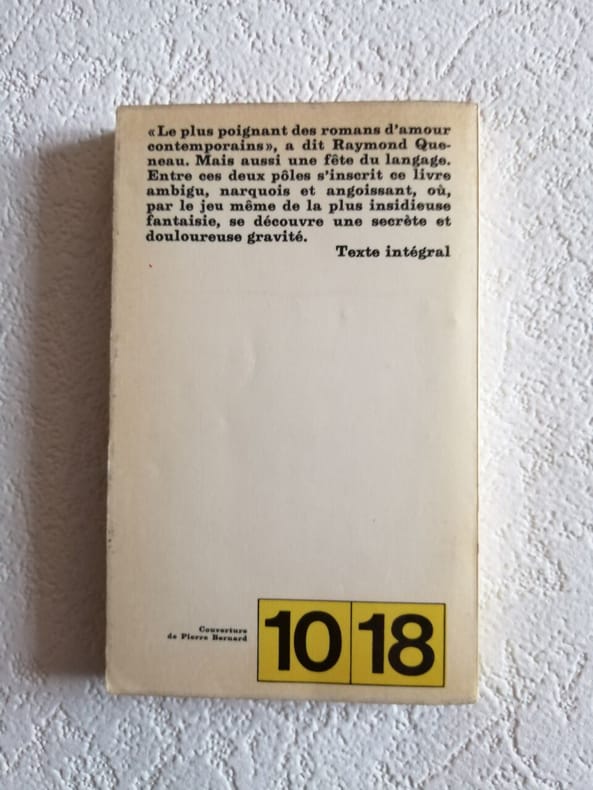 «Le plus poignant des romans d'amour
contemporains», a dit Raymond Que-
neau. Mais aussi une fête du langage.
Entre ces deux pôles s'inscrit ce livre
ambigu, narquois et angoissant, où,
par le jeu même de la plus insidieuse
fantaisie, se découvre une secrète et
douloureuse gravité.
Texte intégral
Couverture
de Pierre Bernard
10 18